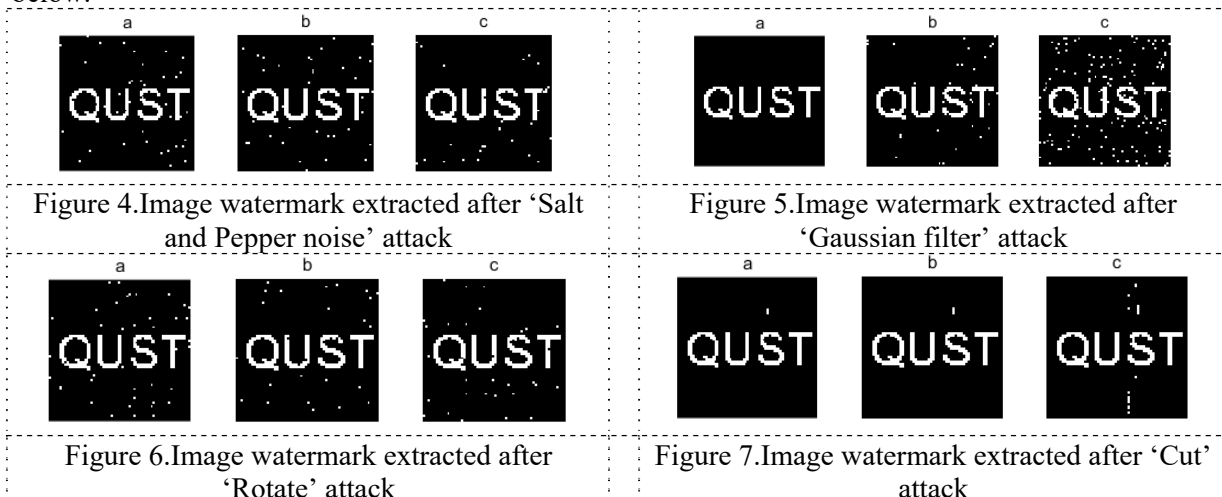 a b c
QUST QUST QUST
Figure 4.Image watermark extracted after ‘Salt
and Pepper noise’ attack
a b c
QUST QUST QUST
Figure 5.Image watermark extracted after
‘Gaussian filter’ attack
a b c
QUST QUST QUST
Figure 6.Image watermark extracted after
‘Rotate’ attack
a b c
QUST QUST QUST
Figure 7.Image watermark extracted after ‘Cut’
attack